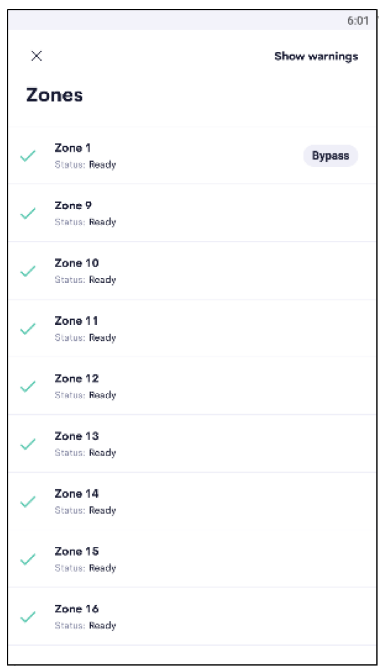 6:01
Show warnings
Zones
Zone 1
Status: Ready
Bypass
Zone 9
Status: Ready
Zone 10
Status: Ready
Zone 11
Status: Ready
Zone 12
Status: Ready
Zone 13
Status: Ready
Zone 14
Status: Ready
Zone 15
Status: Ready
Zone 16
Status: Ready